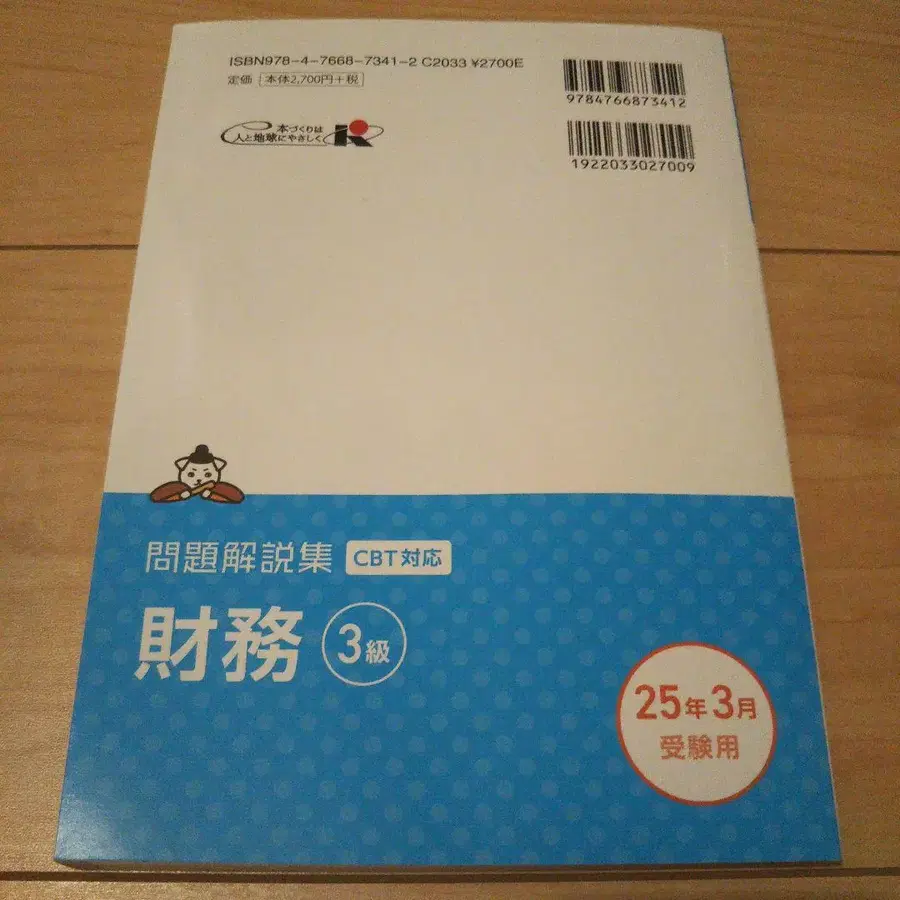 ISBN978-4-7668-7341-2 C2033 ¥2700E
定価 本体2,700円+税
9784766873412
1922033027009
本づくりは
人と地球にやさしく
R
問題解説集 CBT対応
財務 3級
25年3月
受験用